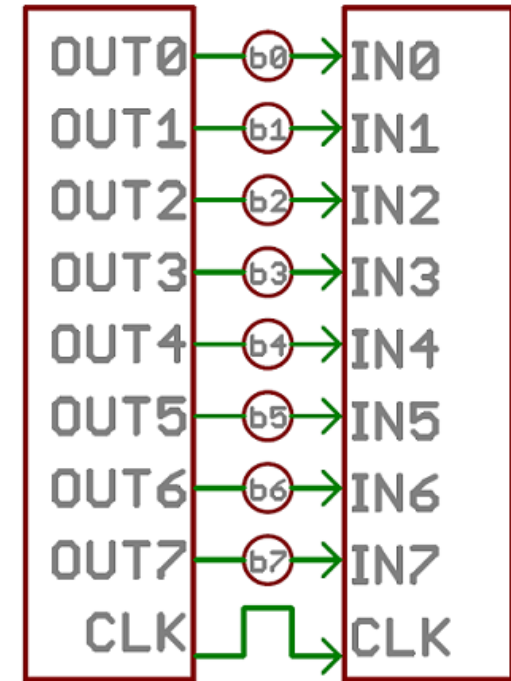 OUT0 b0 IN0
OUT1 b1 IN1
OUT2 b2 IN2
OUT3 b3 IN3
OUT4 b4 IN4
OUT5 b5 IN5
OUT6 b6 IN6
OUT7 b7 IN7
CLK CLK